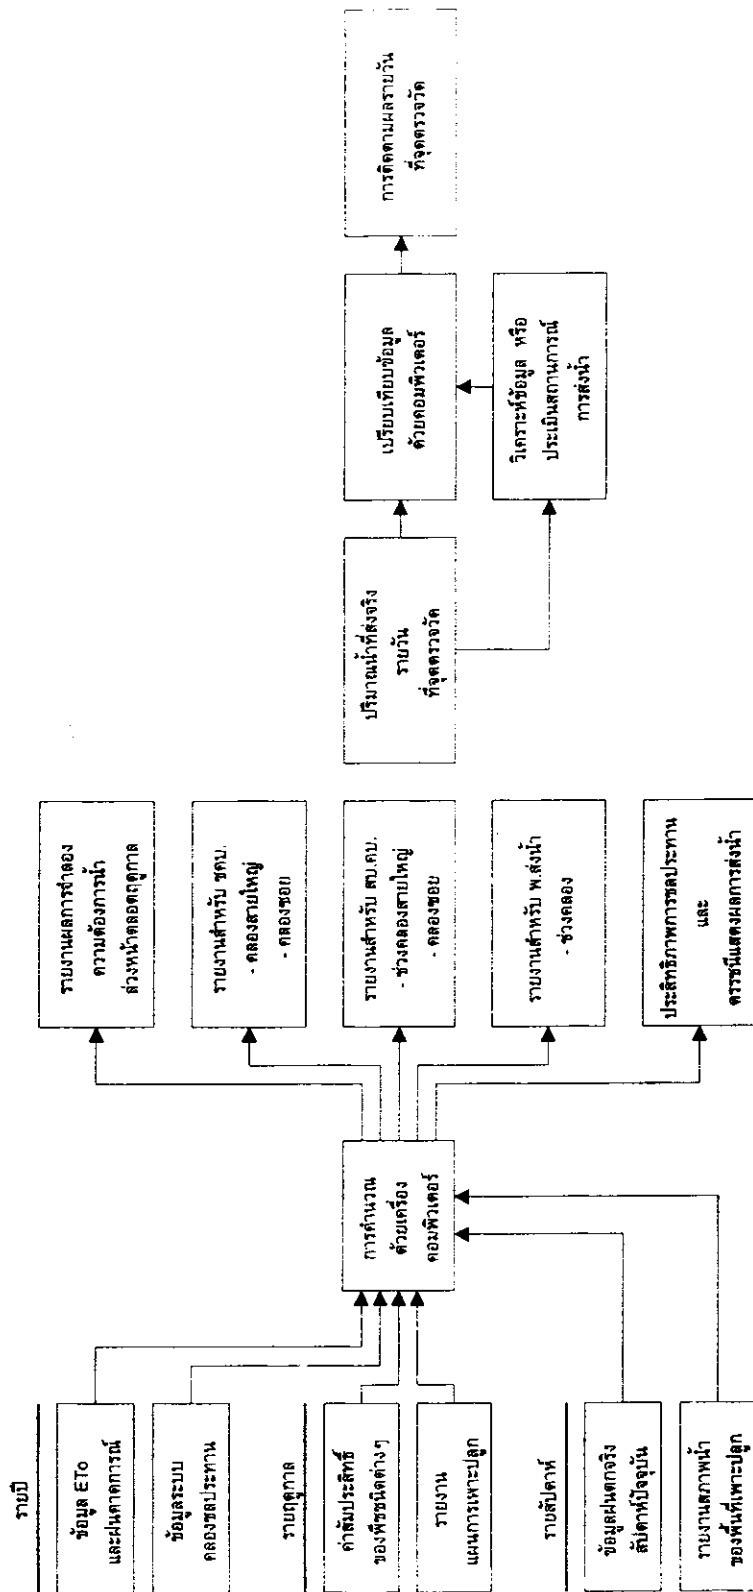 รายปี
ข้อมูล ETo
และฝนคาดการณ์
ข้อมูลระบบ
คลองชลประทาน
รายฤดูกาล
ค่าสัมประสิทธิ์
ของพืชชนิดต่างๆ
รายงาน
แผนการเพาะปลูก
รายสัปดาห์
ข้อมูลฝนตกจริง
สัปดาห์ปัจจุบัน
รายงานสภาพน้ำ
ของพื้นที่เพาะปลูก
การคำนวณ
ด้วยเครื่อง
คอมพิวเตอร์
รายงานผลการจำลอง
ความต้องการน้ำ
ล่วงหน้าตลอดฤดูกาล
รายงานสำหรับ ชคบ.
- คลองสายใหญ่
- คลองซอย
รายงานสำหรับ สบ.คบ.
- ช่วงคลองสายใหญ่
- คลองซอย
รายงานสำหรับ พ.ส่งน้ำ
- ช่วงคลอง
ประสิทธิภาพการชลประทาน
และ
ดรรชนีแสดงผลการส่งน้ำ
ปริมาณน้ำที่ส่งจริง
รายวัน
ที่จุดตรวจวัด
เปรียบเทียบข้อมูล
ด้วยคอมพิวเตอร์
วิเคราะห์ข้อมูล หรือ
ประเมินสถานการณ์
การส่งน้ำ
การติดตามผลรายวัน
ที่จุดตรวจวัด